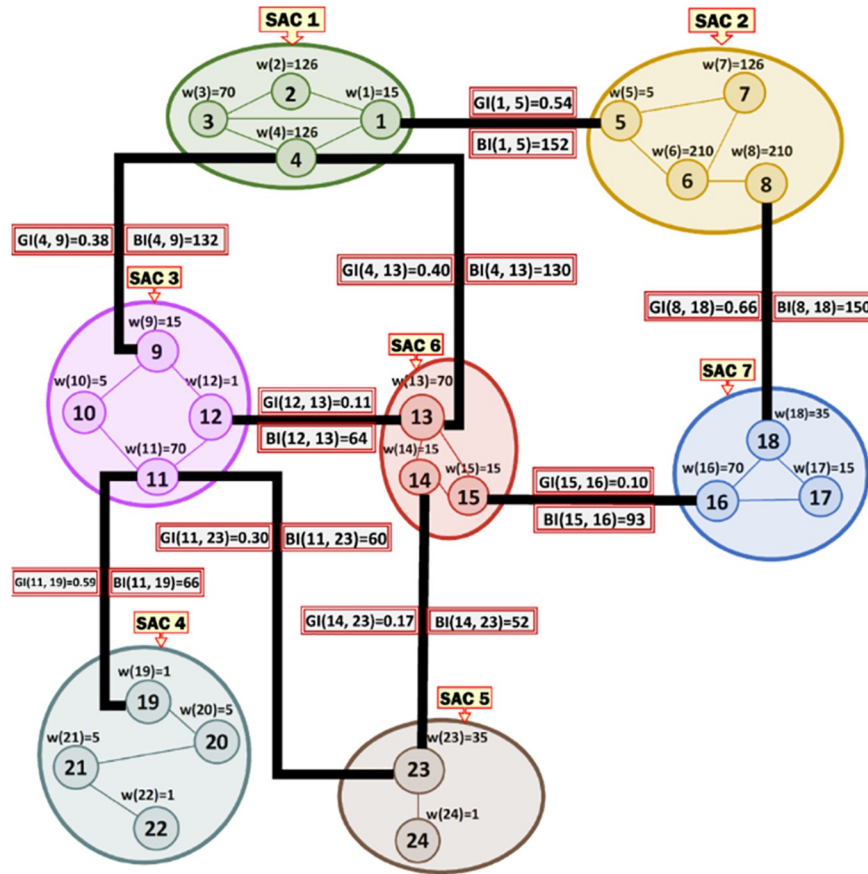 SAC 1
SAC 2
w(2)=126
w(7)=126
w(3)=70
2
w(1)=15
GI(1, 5)=0.54
w(5)=5
7
3
w(4)=126
1
5
4
BI(1, 5)=152
w(6)=210
w(8)=210
6
8
GI(4, 9)=0.38
BI(4, 9)=132
GI(4, 13)=0.40
BI(4, 13)=130
SAC 3
GI(8, 18)=0.66
BI(8, 18)=150
w(9)=15
SAC 6
9
SAC 7
w(10)=5
w(12)=1
w(13)=70
GI(12, 13)=0.11
10
12
13
w(18)=35
BI(12, 13)=64
18
w(11)=70
w(14)=15
w(16)=70
w(17)=15
11
14
w(15)=15
15
GI(15, 16)=0.10
16
17
BI(15, 16)=93
GI(11, 23)=0.30
BI(11, 23)=60
GI(11, 19)=0.59
BI(11, 19)=66
GI(14, 23)=0.17
BI(14, 23)=52
SAC 4
w(19)=1
19
SAC 5
w(20)=5
w(21)=5
20
w(23)=35
21
23
w(22)=1
w(24)=1
22
24